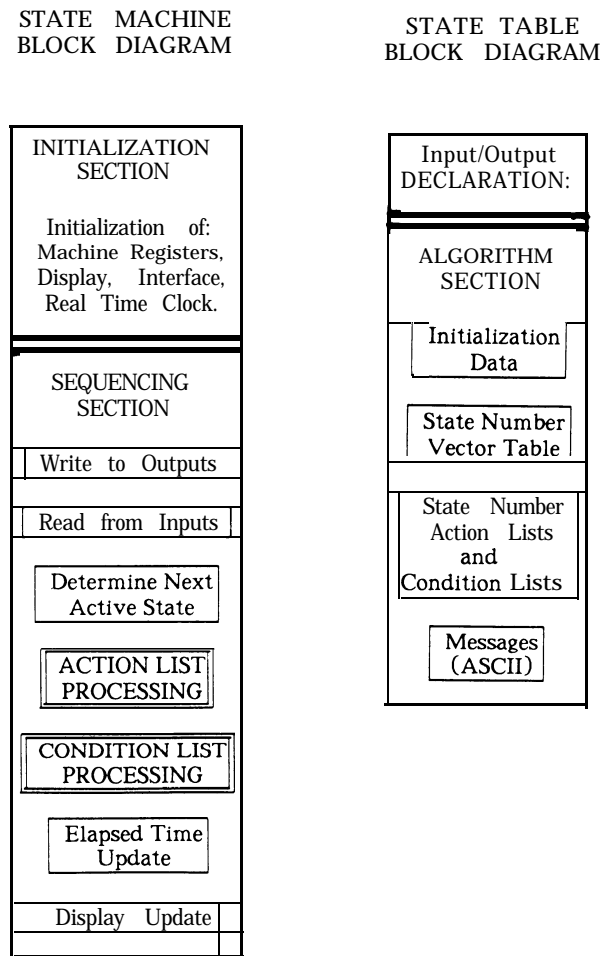 STATE MACHINE
BLOCK DIAGRAM
INITIALIZATION
SECTION
Initialization of:
Machine Registers,
Display, Interface,
Real Time Clock.
SEQUENCING
SECTION
Write to Outputs
Read from Inputs
Determine Next
Active State
ACTION LIST
PROCESSING
CONDITION LIST
PROCESSING
Elapsed Time
Update
Display Update
STATE TABLE
BLOCK DIAGRAM
Input/Output
DECLARATION:
ALGORITHM
SECTION
Initialization
Data
State Number
Vector Table
State Number
Action Lists
and
Condition Lists
Messages
(ASCII)